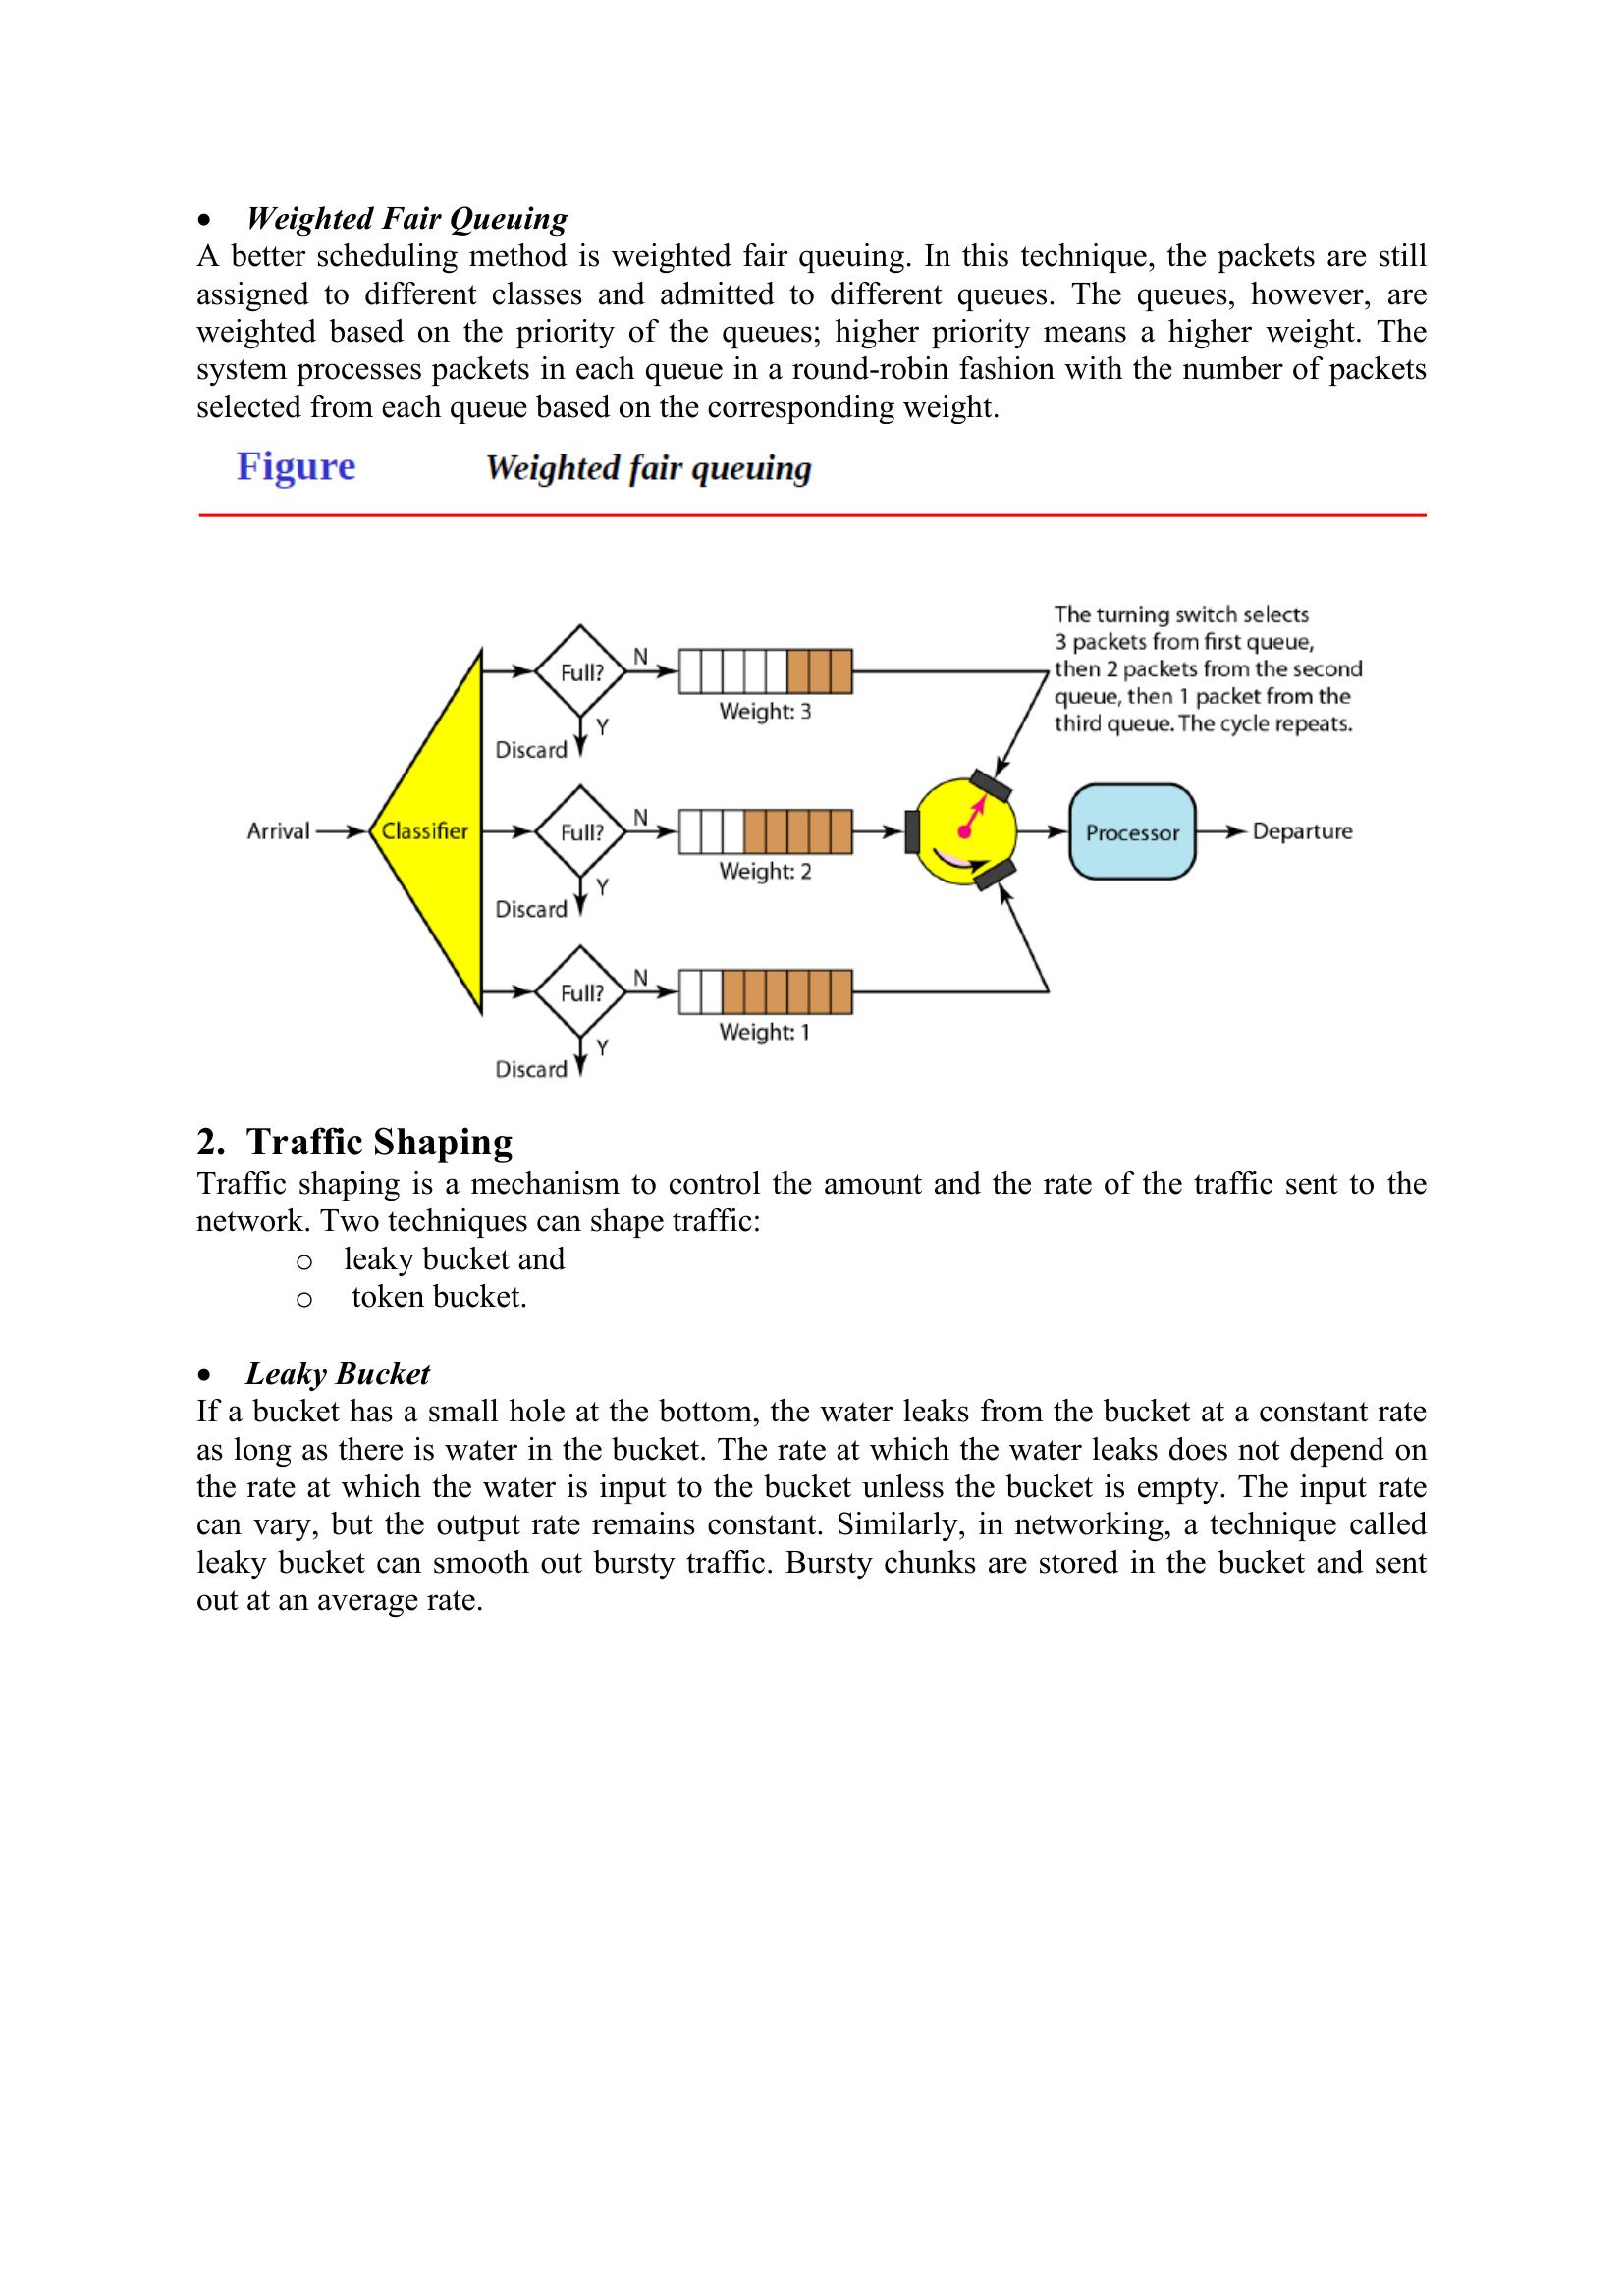 • Weighted Fair Queuing
A better scheduling method is weighted fair queuing. In this technique, the packets are still
assigned to different classes and admitted to different queues. The queues, however, are
weighted based on the priority of the queues; higher priority means a higher weight. The
system processes packets in each queue in a round-robin fashion with the number of packets
selected from each queue based on the corresponding weight.
Figure Weighted fair queuing
The turning switch selects
3 packets from first queue,
then 2 packets from the second
queue, then 1 packet from the
third queue. The cycle repeats.
Full?
N
Y
Discard
Weight: 3
Arrival
Classifier
Full?
N
Y
Discard
Weight: 2
Processor
Departure
Full?
N
Y
Discard
Weight: 1
2. Traffic Shaping
Traffic shaping is a mechanism to control the amount and the rate of the traffic sent to the
network. Two techniques can shape traffic:
o leaky bucket and
o token bucket.
• Leaky Bucket
If a bucket has a small hole at the bottom, the water leaks from the bucket at a constant rate
as long as there is water in the bucket. The rate at which the water leaks does not depend on
the rate at which the water is input to the bucket unless the bucket is empty. The input rate
can vary, but the output rate remains constant. Similarly, in networking, a technique called
leaky bucket can smooth out bursty traffic. Bursty chunks are stored in the bucket and sent
out at an average rate.